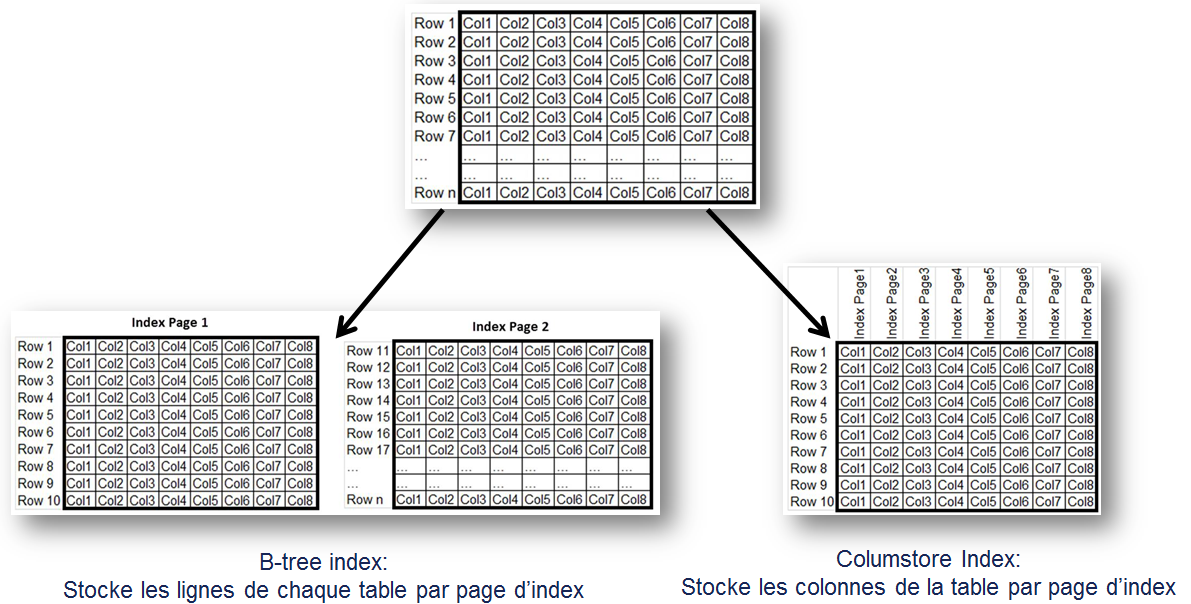 Row 1 Col1 Col2 Col3 Col4 Col5 Col6 Col7 Col8
Row 2 Col1 Col2 Col3 Col4 Col5 Col6 Col7 Col8
Row 3 Col1 Col2 Col3 Col4 Col5 Col6 Col7 Col8
Row 4 Col1 Col2 Col3 Col4 Col5 Col6 Col7 Col8
Row 5 Col1 Col2 Col3 Col4 Col5 Col6 Col7 Col8
Row 6 Col1 Col2 Col3 Col4 Col5 Col6 Col7 Col8
Row 7 Col1 Col2 Col3 Col4 Col5 Col6 Col7 Col8
... ... ... ... ... ... ... ... ...
... ... ... ... ... ... ... ... ...
Row n Col1 Col2 Col3 Col4 Col5 Col6 Col7 Col8
Index Page 1
Row 1 Col1 Col2 Col3 Col4 Col5 Col6 Col7 Col8
Row 2 Col1 Col2 Col3 Col4 Col5 Col6 Col7 Col8
Row 3 Col1 Col2 Col3 Col4 Col5 Col6 Col7 Col8
Row 4 Col1 Col2 Col3 Col4 Col5 Col6 Col7 Col8
Row 5 Col1 Col2 Col3 Col4 Col5 Col6 Col7 Col8
Row 6 Col1 Col2 Col3 Col4 Col5 Col6 Col7 Col8
Row 7 Col1 Col2 Col3 Col4 Col5 Col6 Col7 Col8
Row 8 Col1 Col2 Col3 Col4 Col5 Col6 Col7 Col8
Row 9 Col1 Col2 Col3 Col4 Col5 Col6 Col7 Col8
Row 10 Col1 Col2 Col3 Col4 Col5 Col6 Col7 Col8
Index Page 2
Row 11 Col1 Col2 Col3 Col4 Col5 Col6 Col7 Col8
Row 12 Col1 Col2 Col3 Col4 Col5 Col6 Col7 Col8
Row 13 Col1 Col2 Col3 Col4 Col5 Col6 Col7 Col8
Row 14 Col1 Col2 Col3 Col4 Col5 Col6 Col7 Col8
Row 15 Col1 Col2 Col3 Col4 Col5 Col6 Col7 Col8
Row 16 Col1 Col2 Col3 Col4 Col5 Col6 Col7 Col8
Row 17 Col1 Col2 Col3 Col4 Col5 Col6 Col7 Col8
... ... ... ... ... ... ... ... ...
... ... ... ... ... ... ... ... ...
Row n Col1 Col2 Col3 Col4 Col5 Col6 Col7 Col8
B-tree index:
Stocke les lignes de chaque table par page d’index
Index Page1
Index Page2
Index Page3
Index Page4
Index Page5
Index Page6
Index Page7
Index Page8
Row 1 Col1 Col2 Col3 Col4 Col5 Col6 Col7 Col8
Row 2 Col1 Col2 Col3 Col4 Col5 Col6 Col7 Col8
Row 3 Col1 Col2 Col3 Col4 Col5 Col6 Col7 Col8
Row 4 Col1 Col2 Col3 Col4 Col5 Col6 Col7 Col8
Row 5 Col1 Col2 Col3 Col4 Col5 Col6 Col7 Col8
Row 6 Col1 Col2 Col3 Col4 Col5 Col6 Col7 Col8
Row 7 Col1 Col2 Col3 Col4 Col5 Col6 Col7 Col8
Row 8 Col1 Col2 Col3 Col4 Col5 Col6 Col7 Col8
Row 9 Col1 Col2 Col3 Col4 Col5 Col6 Col7 Col8
Row 10 Col1 Col2 Col3 Col4 Col5 Col6 Col7 Col8
Columstore Index:
Stocke les colonnes de la table par page d’index